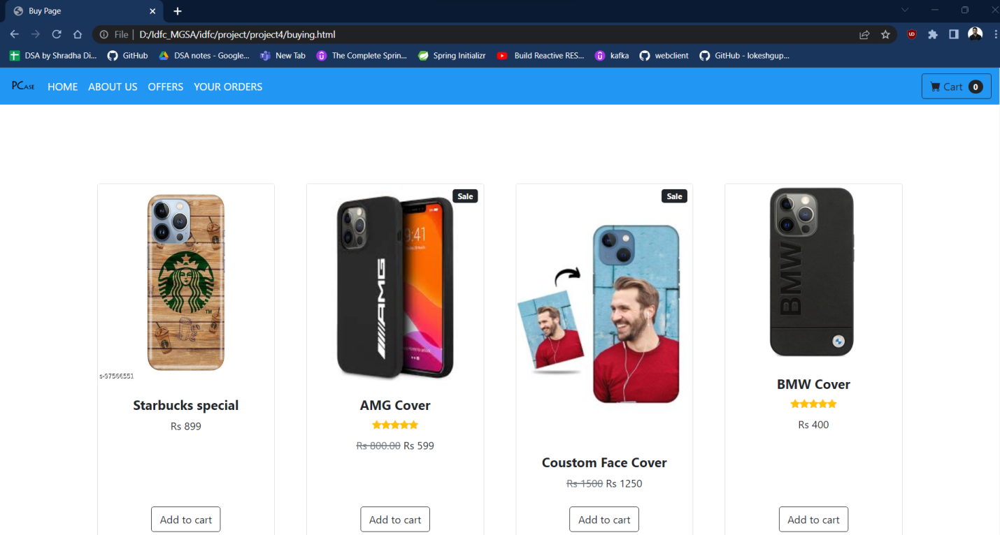 Buy Page
File | D:/Idfc_MGSA/idfc/project/project4/buying.html
DSA by Shradha Di... GitHub DSA notes - Google... New Tab The Complete Sprin... Spring Initializr Build Reactive RES... kafka webclient GitHub - lokeshgup...
PCASE HOME ABOUT US OFFERS YOUR ORDERS Cart 0
TM
s-97566551
Starbucks special
Rs 899
Add to cart
Sale
AMG
9:41
AMG Cover
Rs 800.00 Rs 599
Add to cart
Sale
Coustom Face Cover
Rs 1500 Rs 1250
Add to cart
BMW
BMW Cover
Rs 400
Add to cart